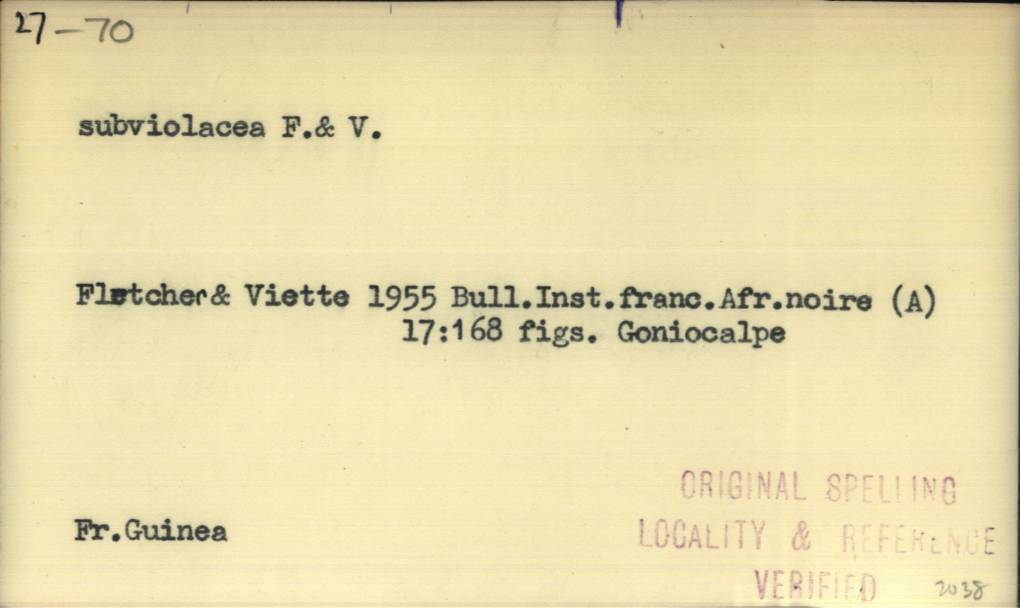 27-70
subviolacea F.& V.
Fletcher & Viette 1955 Bull.Inst.franc.Afr.noire (A)
17:168 figs. Goniocalpe
Fr.Guinea
ORIGINAL SPELLING
LOCALITY & REFERENCE
VERIFIED 2038